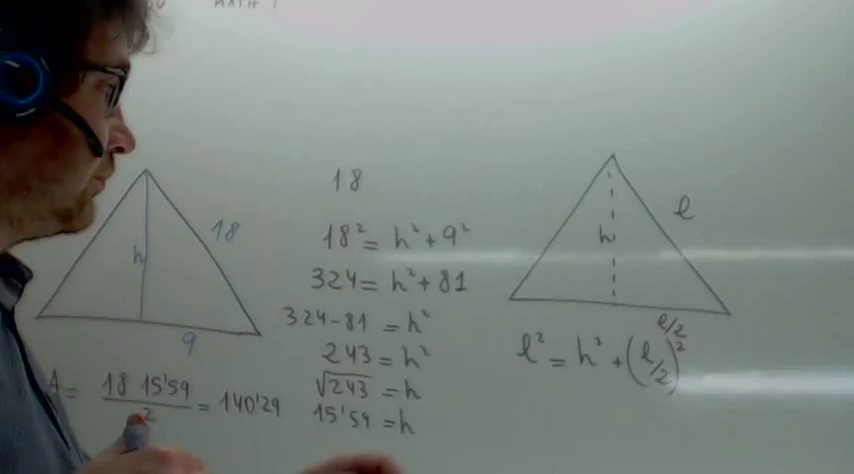 MATH
h
18
9
A = 18 15'59 / 2 = 140'29
18
18² = h² + 9²
324 = h² + 81
324 - 81 = h²
243 = h²
√243 = h
15'59 = h
h
l
l/2
l² = h² + (l/2)²